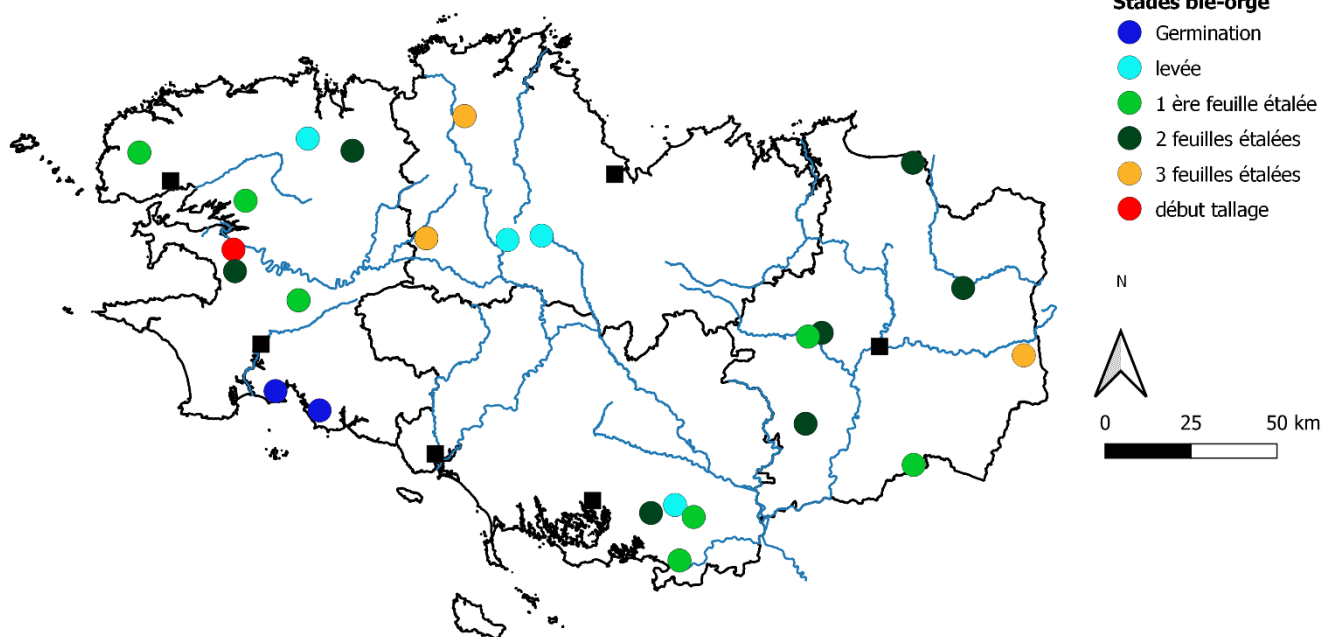 Stades blé-orge
Germination
levée
1 ère feuille étalée
2 feuilles étalées
3 feuilles étalées
début tallage
N
0 25 50 km